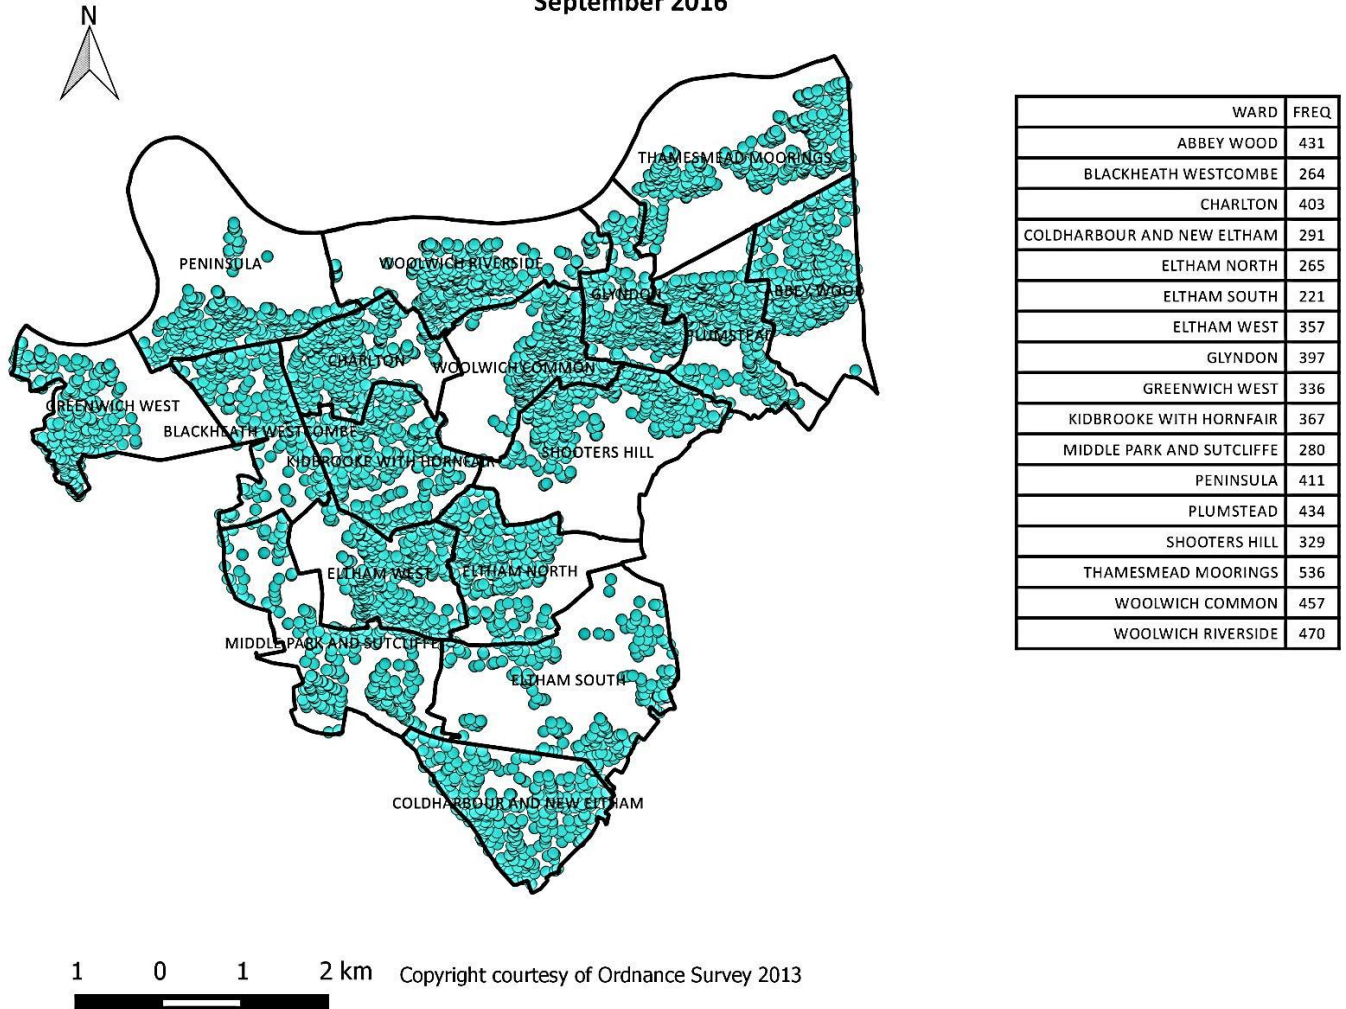 September 2016
N
THAMESMEAD MOORINGS
PENINSULA
WOOLWICH RIVERSIDE
GLYNDON
ABBEY WOOD
PLUMSTEAD
CHARLTON
WOOLWICH COMMON
GREENWICH WEST
BLACKHEATH WESTCOMBE
KIDBROOKE WITH HORNFAIR
SHOOTERS HILL
ELTHAM WEST
ELTHAM NORTH
MIDDLE PARK AND SUTCLIFFE
ELTHAM SOUTH
COLDHARBOUR AND NEW ELTHAM
WARD FREQ
ABBEY WOOD 431
BLACKHEATH WESTCOMBE 264
CHARLTON 403
COLDHARBOUR AND NEW ELTHAM 291
ELTHAM NORTH 265
ELTHAM SOUTH 221
ELTHAM WEST 357
GLYNDON 397
GREENWICH WEST 336
KIDBROOKE WITH HORNFAIR 367
MIDDLE PARK AND SUTCLIFFE 280
PENINSULA 411
PLUMSTEAD 434
SHOOTERS HILL 329
THAMESMEAD MOORINGS 536
WOOLWICH COMMON 457
WOOLWICH RIVERSIDE 470
1 0 1 2 km
Copyright courtesy of Ordnance Survey 2013